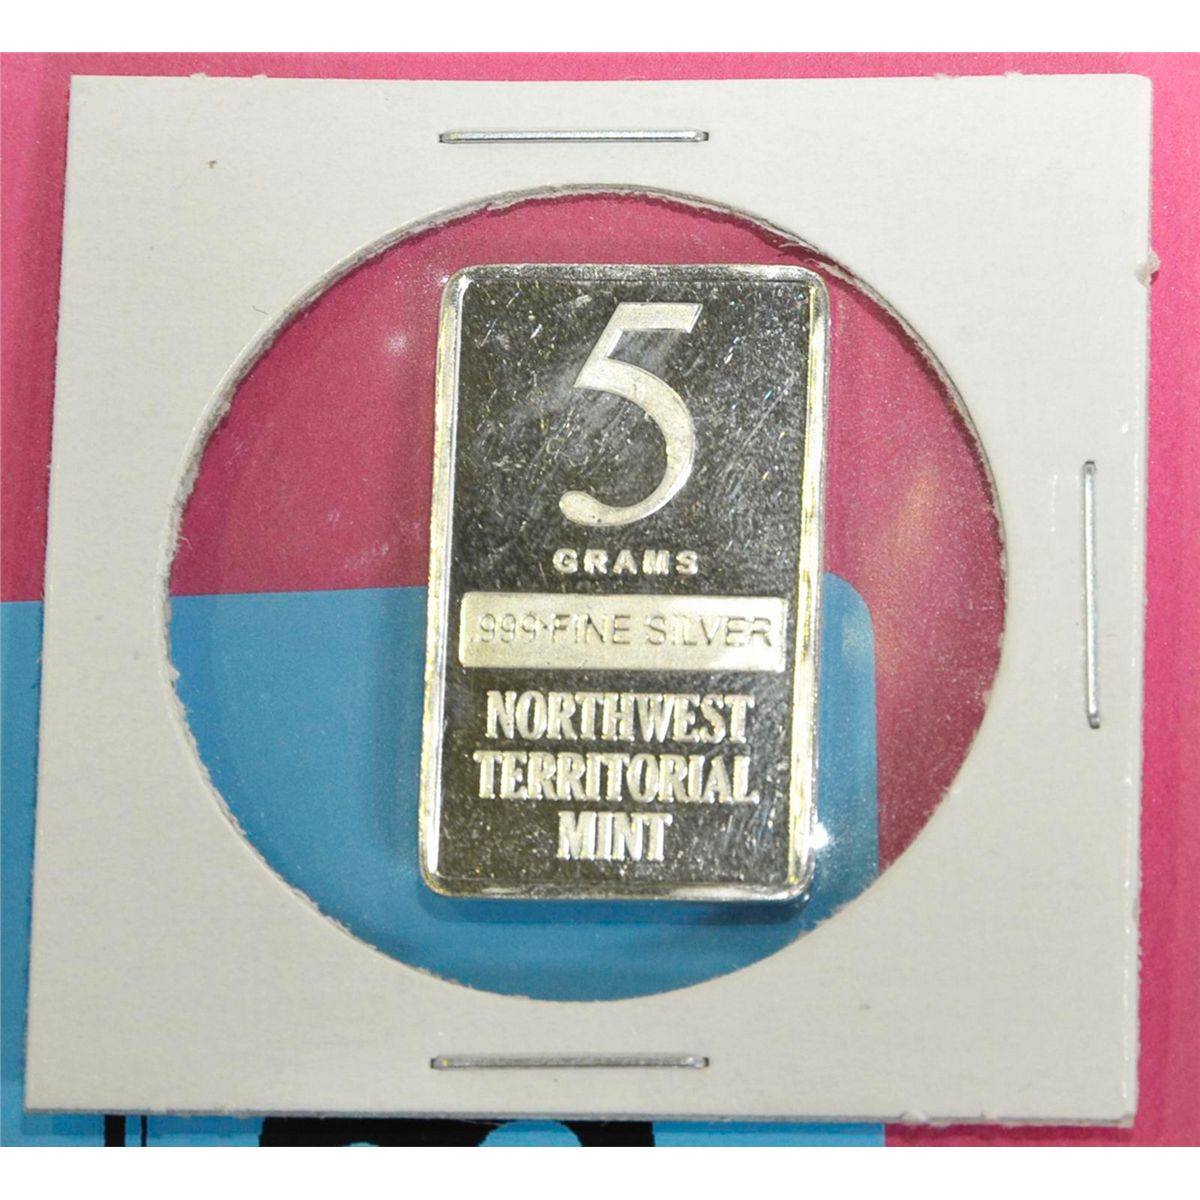 5
GRAMS
.999+FINE SILVER
NORTHWEST
TERRITORIAL
MINT